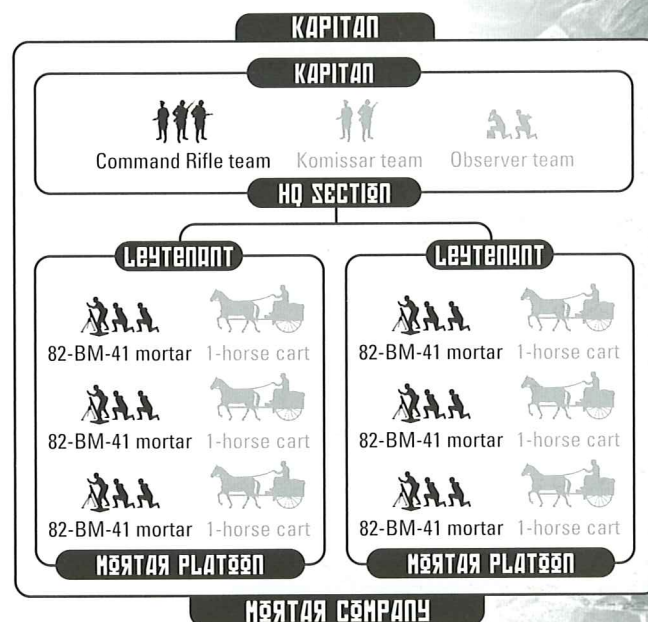 KAPITAN
KAPITAN
Command Rifle team Komissar team Observer team
HQ SECTION
LEYTENANT LEYTENANT
82-BM-41 mortar 1-horse cart 82-BM-41 mortar 1-horse cart
82-BM-41 mortar 1-horse cart 82-BM-41 mortar 1-horse cart
82-BM-41 mortar 1-horse cart 82-BM-41 mortar 1-horse cart
MORTAR PLATOON MORTAR PLATOON
MORTAR COMPANY